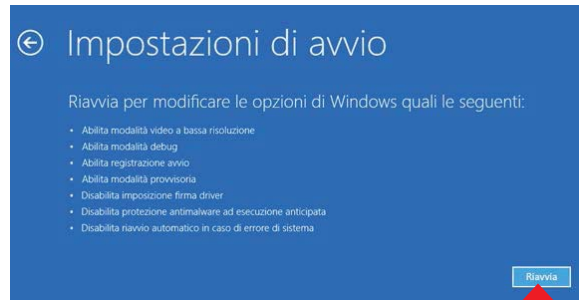 Impostazioni di avvio
Riavvia per modificare le opzioni di Windows quali le seguenti:
• Abilita modalità video a bassa risoluzione
• Abilita modalità debug
• Abilita registrazione avvio
• Abilita modalità provvisoria
• Disabilita imposizione firma driver
• Disabilita protezione antimalware ad esecuzione anticipata
• Disabilita riavvio automatico in caso di errore di sistema
Riavvia